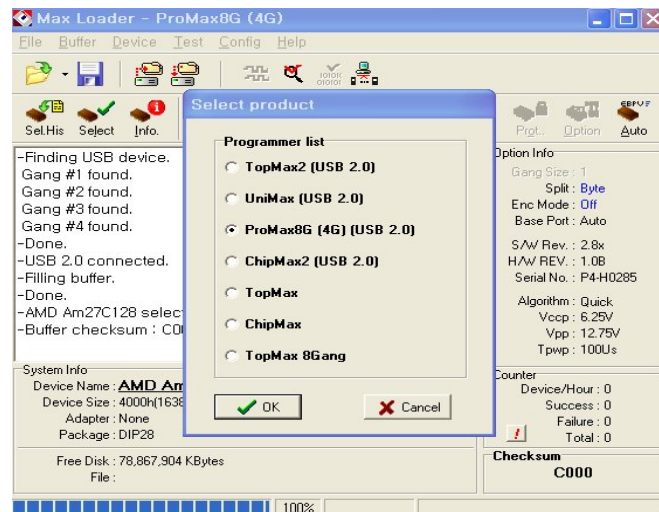 Max Loader - ProMax8G (4G)
File Buffer Device Test Config Help
Sel.His Select Info.
Prot.. Option Auto
Select product
Programmer list
TopMax2 (USB 2.0)
UniMax (USB 2.0)
ProMax8G (4G) (USB 2.0)
ChipMax2 (USB 2.0)
TopMax
ChipMax
TopMax 8Gang
OK Cancel
-Finding USB device.
Gang #1 found.
Gang #2 found.
Gang #3 found.
Gang #4 found.
-Done.
-USB 2.0 connected.
-Filling buffer.
-Done.
-AMD Am27C128 selec
-Buffer checksum : C0
Option Info
Gang Size : 1
Split : Byte
Enc Mode : Off
Base Port : Auto
S/W Rev. : 2.8x
H/W REV. : 1.0B
Serial No. : P4-H0285
Algorithm : Quick
Vccp : 6.25V
Vpp : 12.75V
Tpwp : 100Us
System Info
Device Name : AMD Am
Device Size : 4000h(1638
Adapter : None
Package : DIP28
Free Disk : 78,867,904 KBytes
File :
Counter
Device/Hour : 0
Success : 0
Failure : 0
Total : 0
Checksum
C000
100%